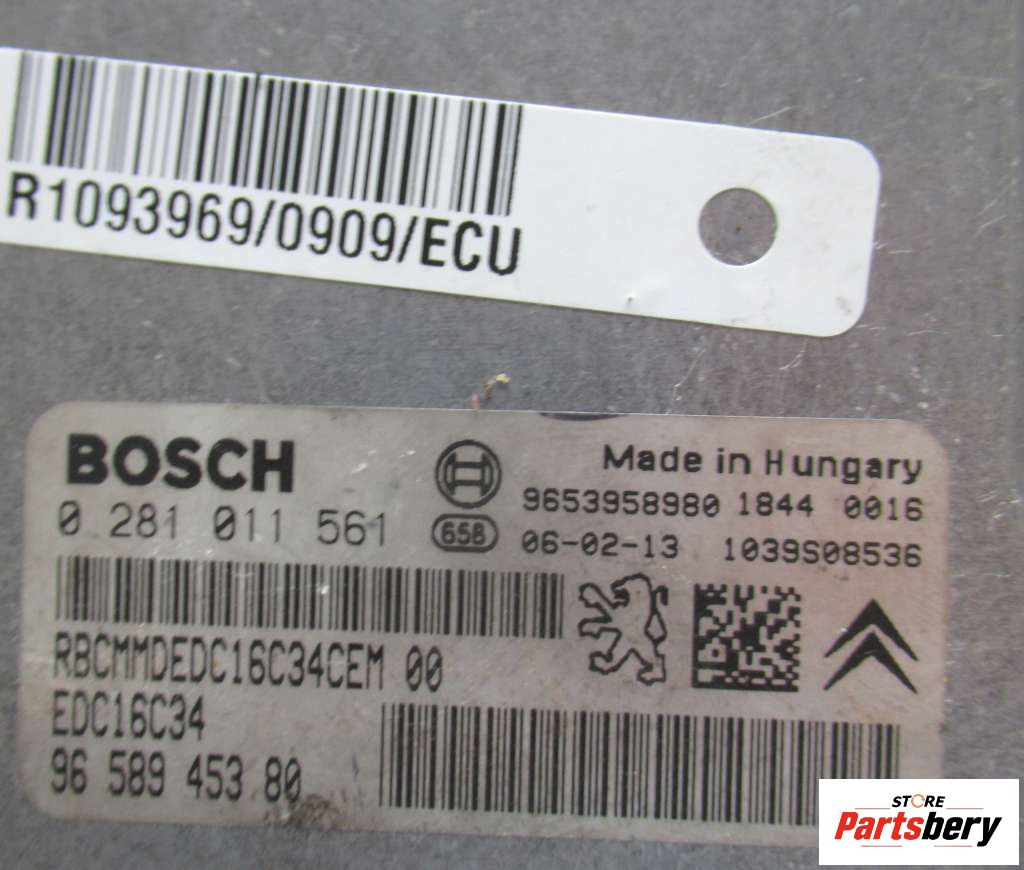 R1093969/0909/ECU
BOSCH
Made in Hungary
0 281 011 561
9653958980 1844 0016
65B
06-02-13 1039S08536
RBCMMDEDC16C34CEM 00
EDC16C34
96 589 453 80
STORE
Partsbery